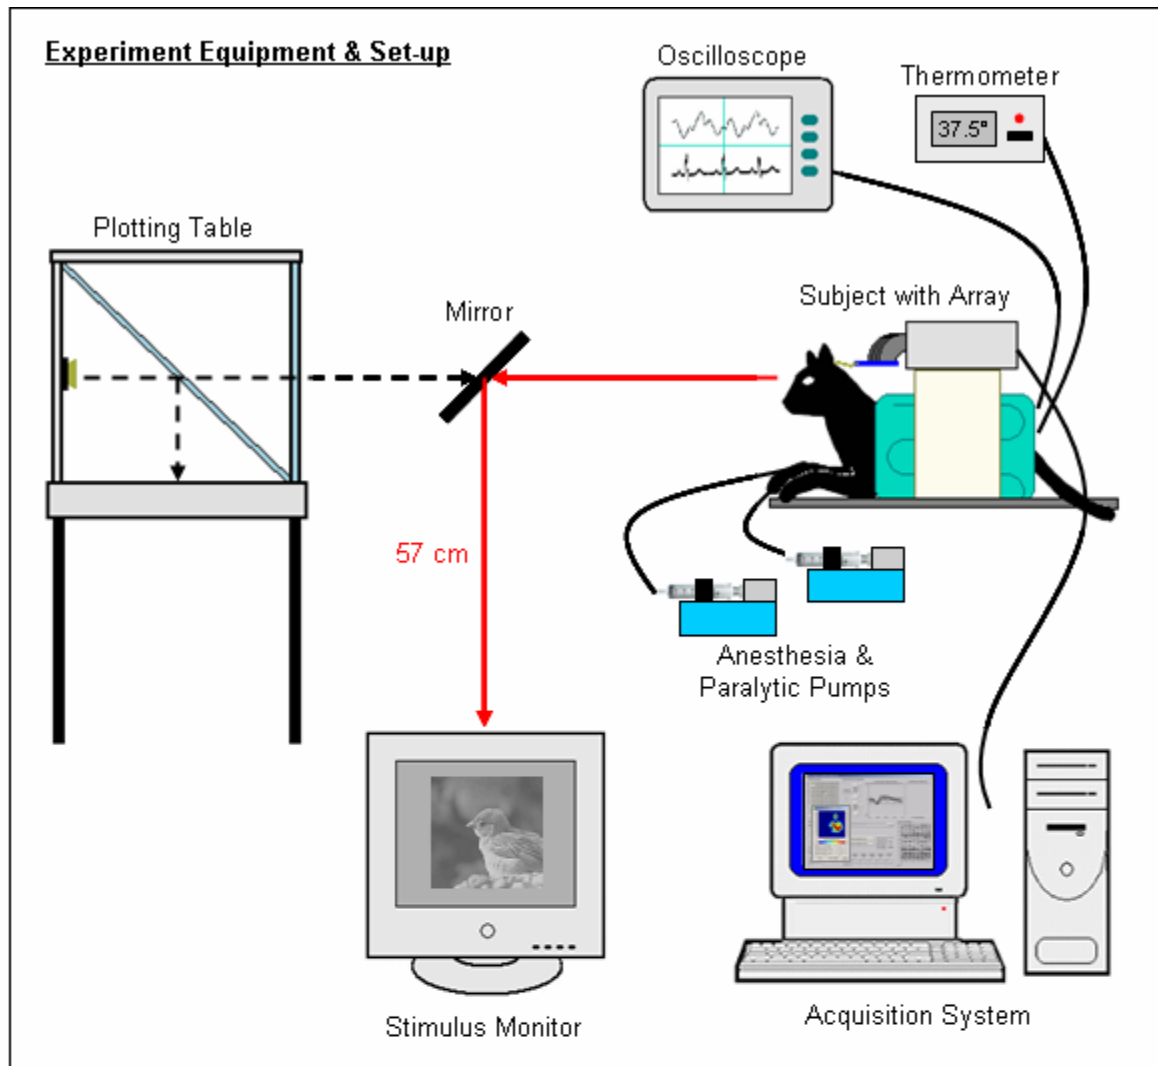 Experiment Equipment & Set-up
Oscilloscope
Thermometer
37.5°
Plotting Table
Mirror
Subject with Array
57 cm
Anesthesia &
Paralytic Pumps
Stimulus Monitor
Acquisition System